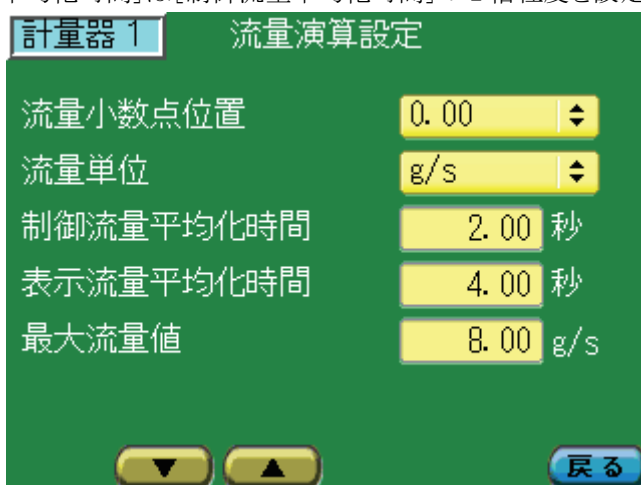 計量器 1 流量演算設定
流量小数点位置 0.00
流量単位 g/s
制御流量平均化時間 2.00 秒
表示流量平均化時間 4.00 秒
最大流量値 8.00 g/s
▼ ▲ 戻る